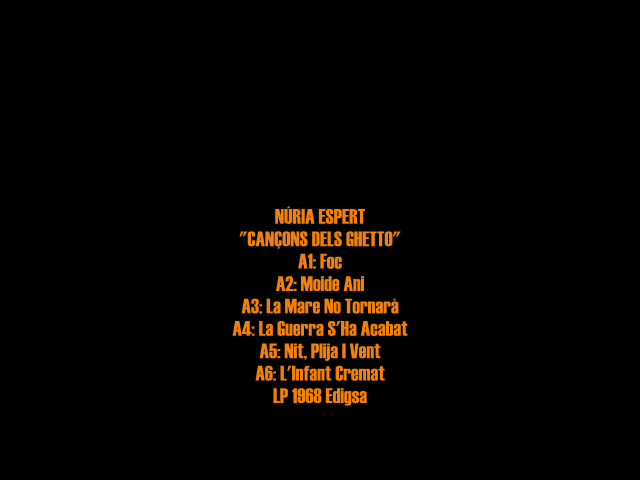 NÚRIA ESPERT
"CANÇONS DELS GHETTO"
A1: Foc
A2: Moide Ani
A3: La Mare No Tornarà
A4: La Guerra S'Ha Acabat
A5: Nit, Plija I Vent
A6: L'Infant Cremat
LP 1968 Edigsa